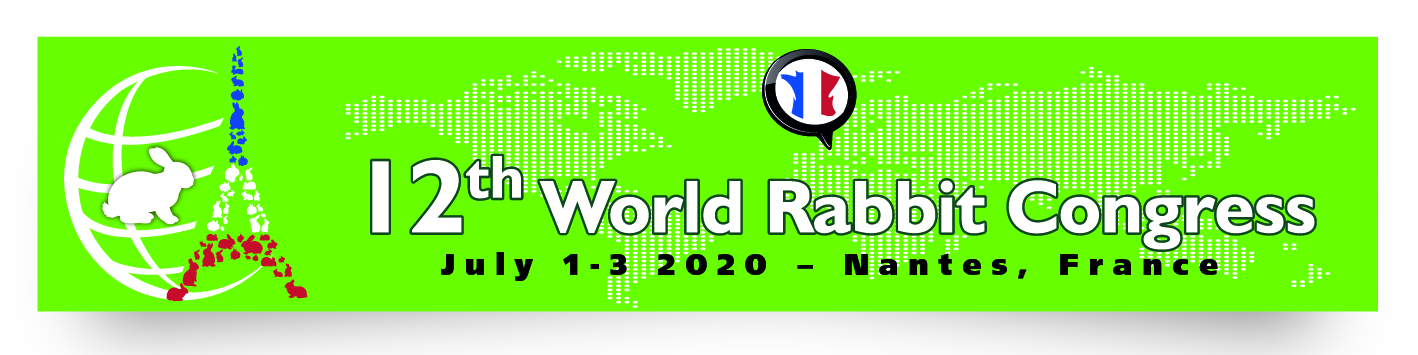 12th World Rabbit Congress
July 1-3 2020 – Nantes, France